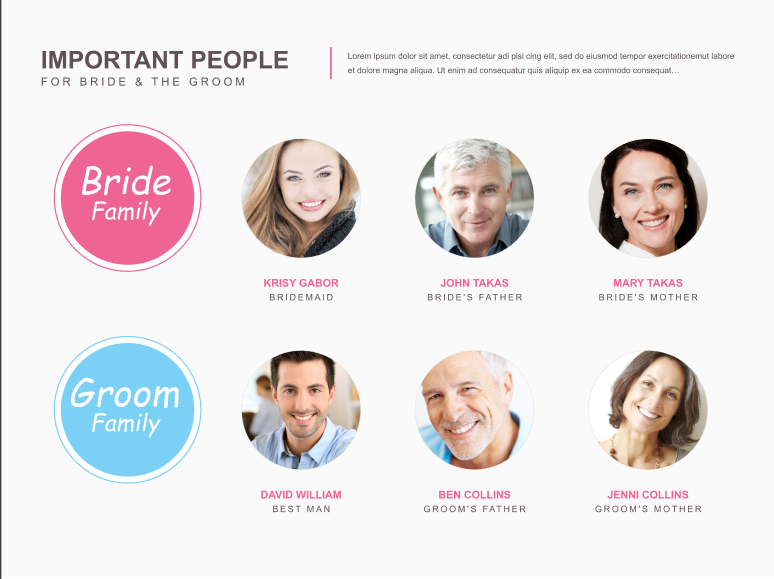 IMPORTANT PEOPLE
FOR BRIDE & THE GROOM
Lorem ipsum dolor sit amet, consectetur adi pisi cing elit, sed do eiusmod tempor exercitationemut labore
et dolore magna aliqua. Ut enim ad consequatur quis aliquip ex ea commodo consequat…
Bride
Family
KRISY GABOR
BRIDEMAID
JOHN TAKAS
BRIDE'S FATHER
MARY TAKAS
BRIDE'S MOTHER
Groom
Family
DAVID WILLIAM
BEST MAN
BEN COLLINS
GROOM'S FATHER
JENNI COLLINS
GROOM'S MOTHER